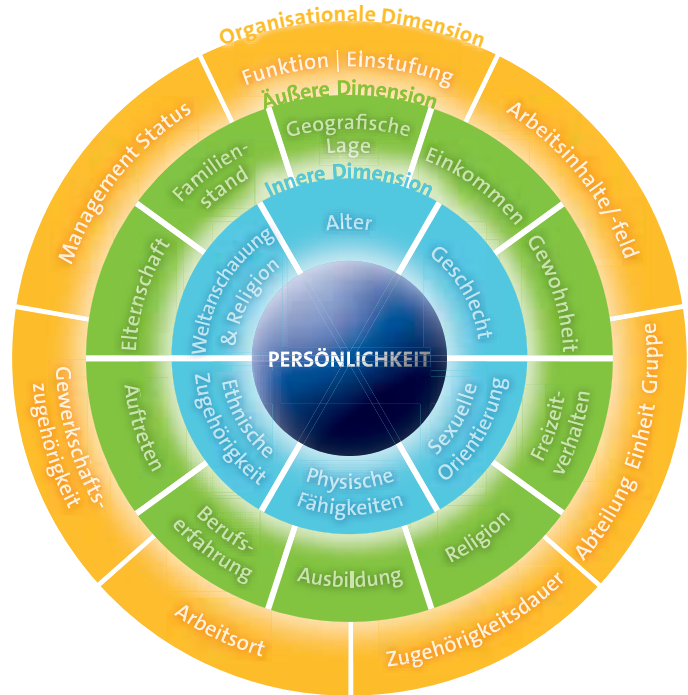 Organisationale Dimension
Funktion | Einstufung
Arbeitsinhalte/-feld
Abteilung Einheit Gruppe
Zugehörigkeitsdauer
Arbeitsort
Gewerkschafts-
zugehörigkeit
Management Status
Äußere Dimension
Geografische
Lage
Einkommen
Gewohnheit
Freizeit-
verhalten
Religion
Ausbildung
Berufs-
erfahrung
Auftreten
Elternschaft
Familien-
stand
Innere Dimension
Alter
Geschlecht
Sexuelle
Orientierung
Physische
Fähigkeiten
Ethnische
Zugehörigkeit
Weltanschauung
& Religion
PERSÖNLICHKEIT